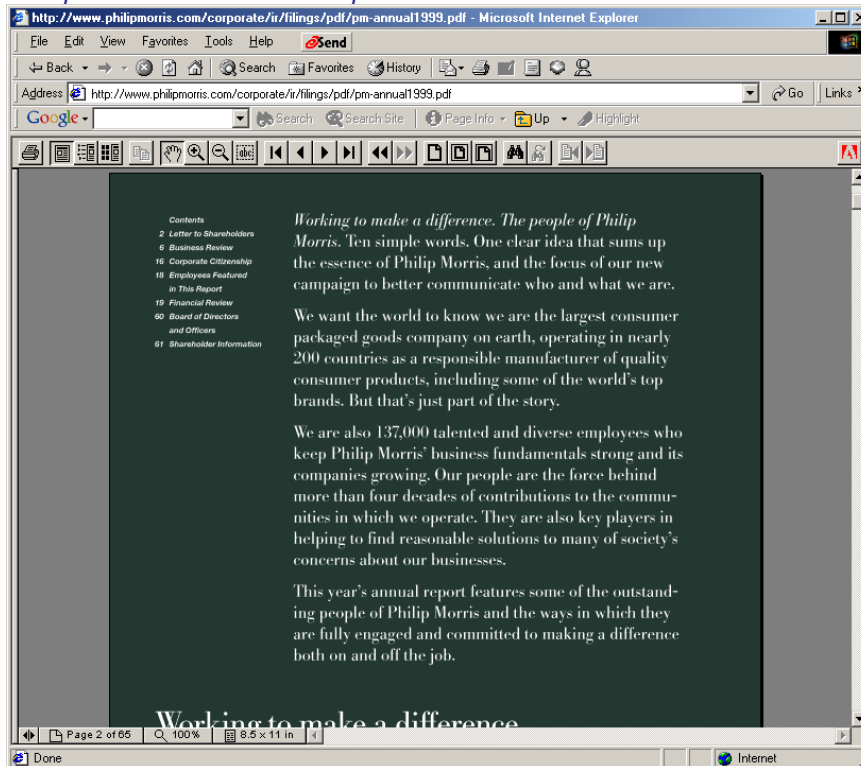 http://www.philipmorris.com/corporate/ir/filings/pdf/pm-annual1999.pdf - Microsoft Internet Explorer
File Edit View Favorites Tools Help Send
Back Search Favorites History
Address http://www.philipmorris.com/corporate/ir/filings/pdf/pm-annual1999.pdf Go Links
Google Search Search Site Page Info Up Highlight
Contents
2 Letter to Shareholders
6 Business Review
16 Corporate Citizenship
18 Employees Featured
in This Report
19 Financial Review
60 Board of Directors
and Officers
61 Shareholder Information
Working to make a difference. The people of Philip
Morris. Ten simple words. One clear idea that sums up
the essence of Philip Morris, and the focus of our new
campaign to better communicate who and what we are.
We want the world to know we are the largest consumer
packaged goods company on earth, operating in nearly
200 countries as a responsible manufacturer of quality
consumer products, including some of the world's top
brands. But that's just part of the story.
We are also 137,000 talented and diverse employees who
keep Philip Morris' business fundamentals strong and its
companies growing. Our people are the force behind
more than four decades of contributions to the commu-
nities in which we operate. They are also key players in
helping to find reasonable solutions to many of society's
concerns about our businesses.
This year's annual report features some of the outstand-
ing people of Philip Morris and the ways in which they
are fully engaged and committed to making a difference
both on and off the job.
Working to make a difference
Page 2 of 65 100% 8.5 x 11 in
Done Internet